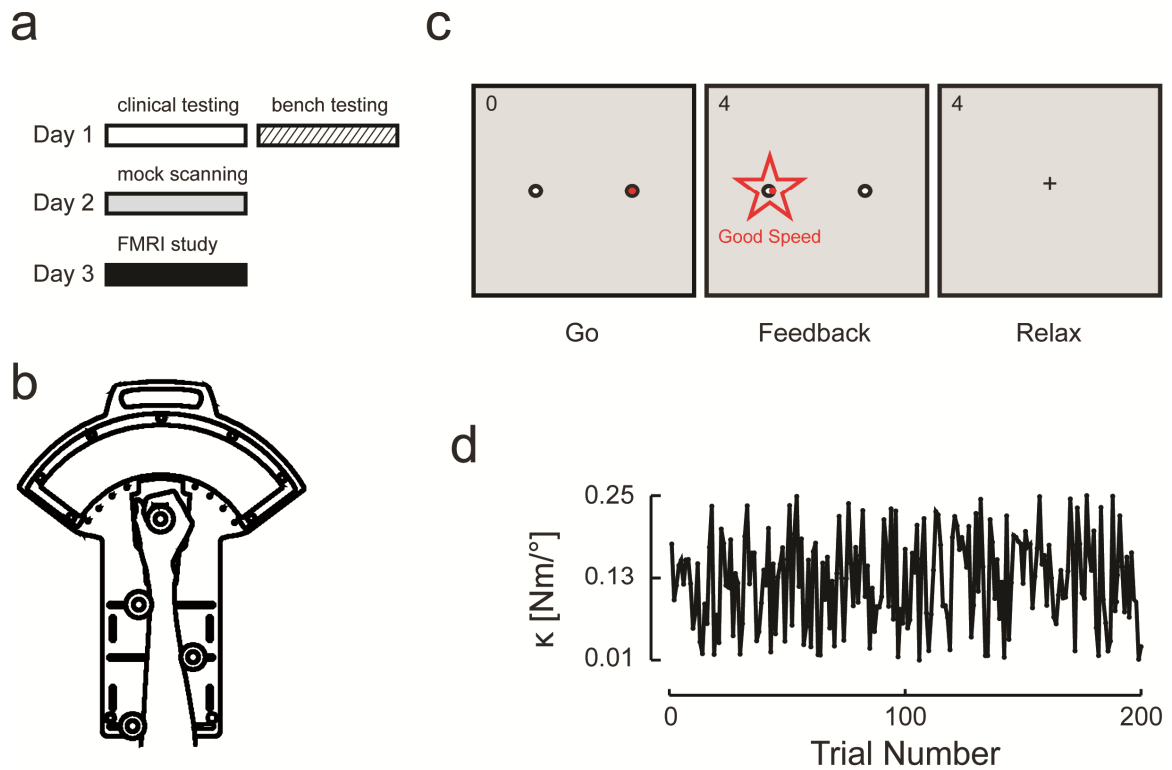 a
clinical testing
bench testing
Day 1
mock scanning
Day 2
FMRI study
Day 3
b
c
0
4
Good Speed
4
+
Go
Feedback
Relax
d
κ [Nm/°]
0.25
0.13
0.01
0
100
200
Trial Number